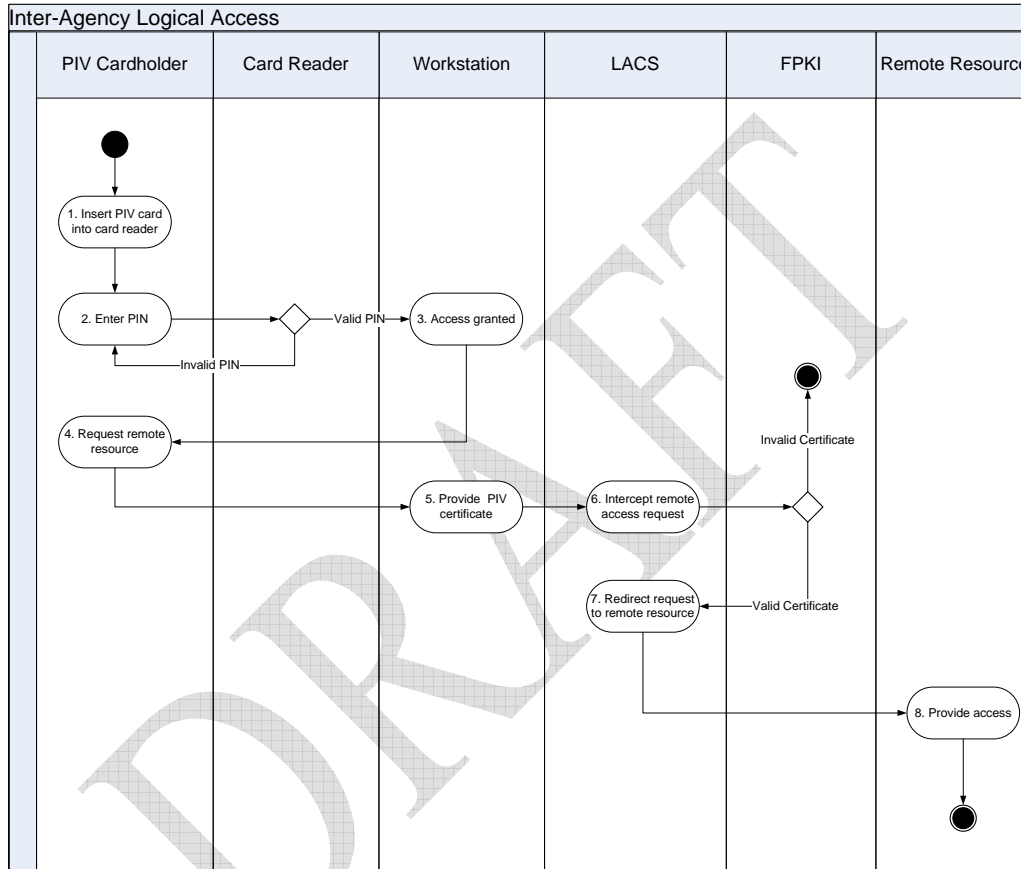 Inter-Agency Logical Access
PIV Cardholder
Card Reader
Workstation
LACS
FPKI
Remote Resource
1. Insert PIV card
into card reader
2. Enter PIN
Valid PIN
3. Access granted
Invalid PIN
4. Request remote
resource
Invalid Certificate
5. Provide PIV
certificate
6. Intercept remote
access request
7. Redirect request
to remote resource
Valid Certificate
8. Provide access
DRAFT